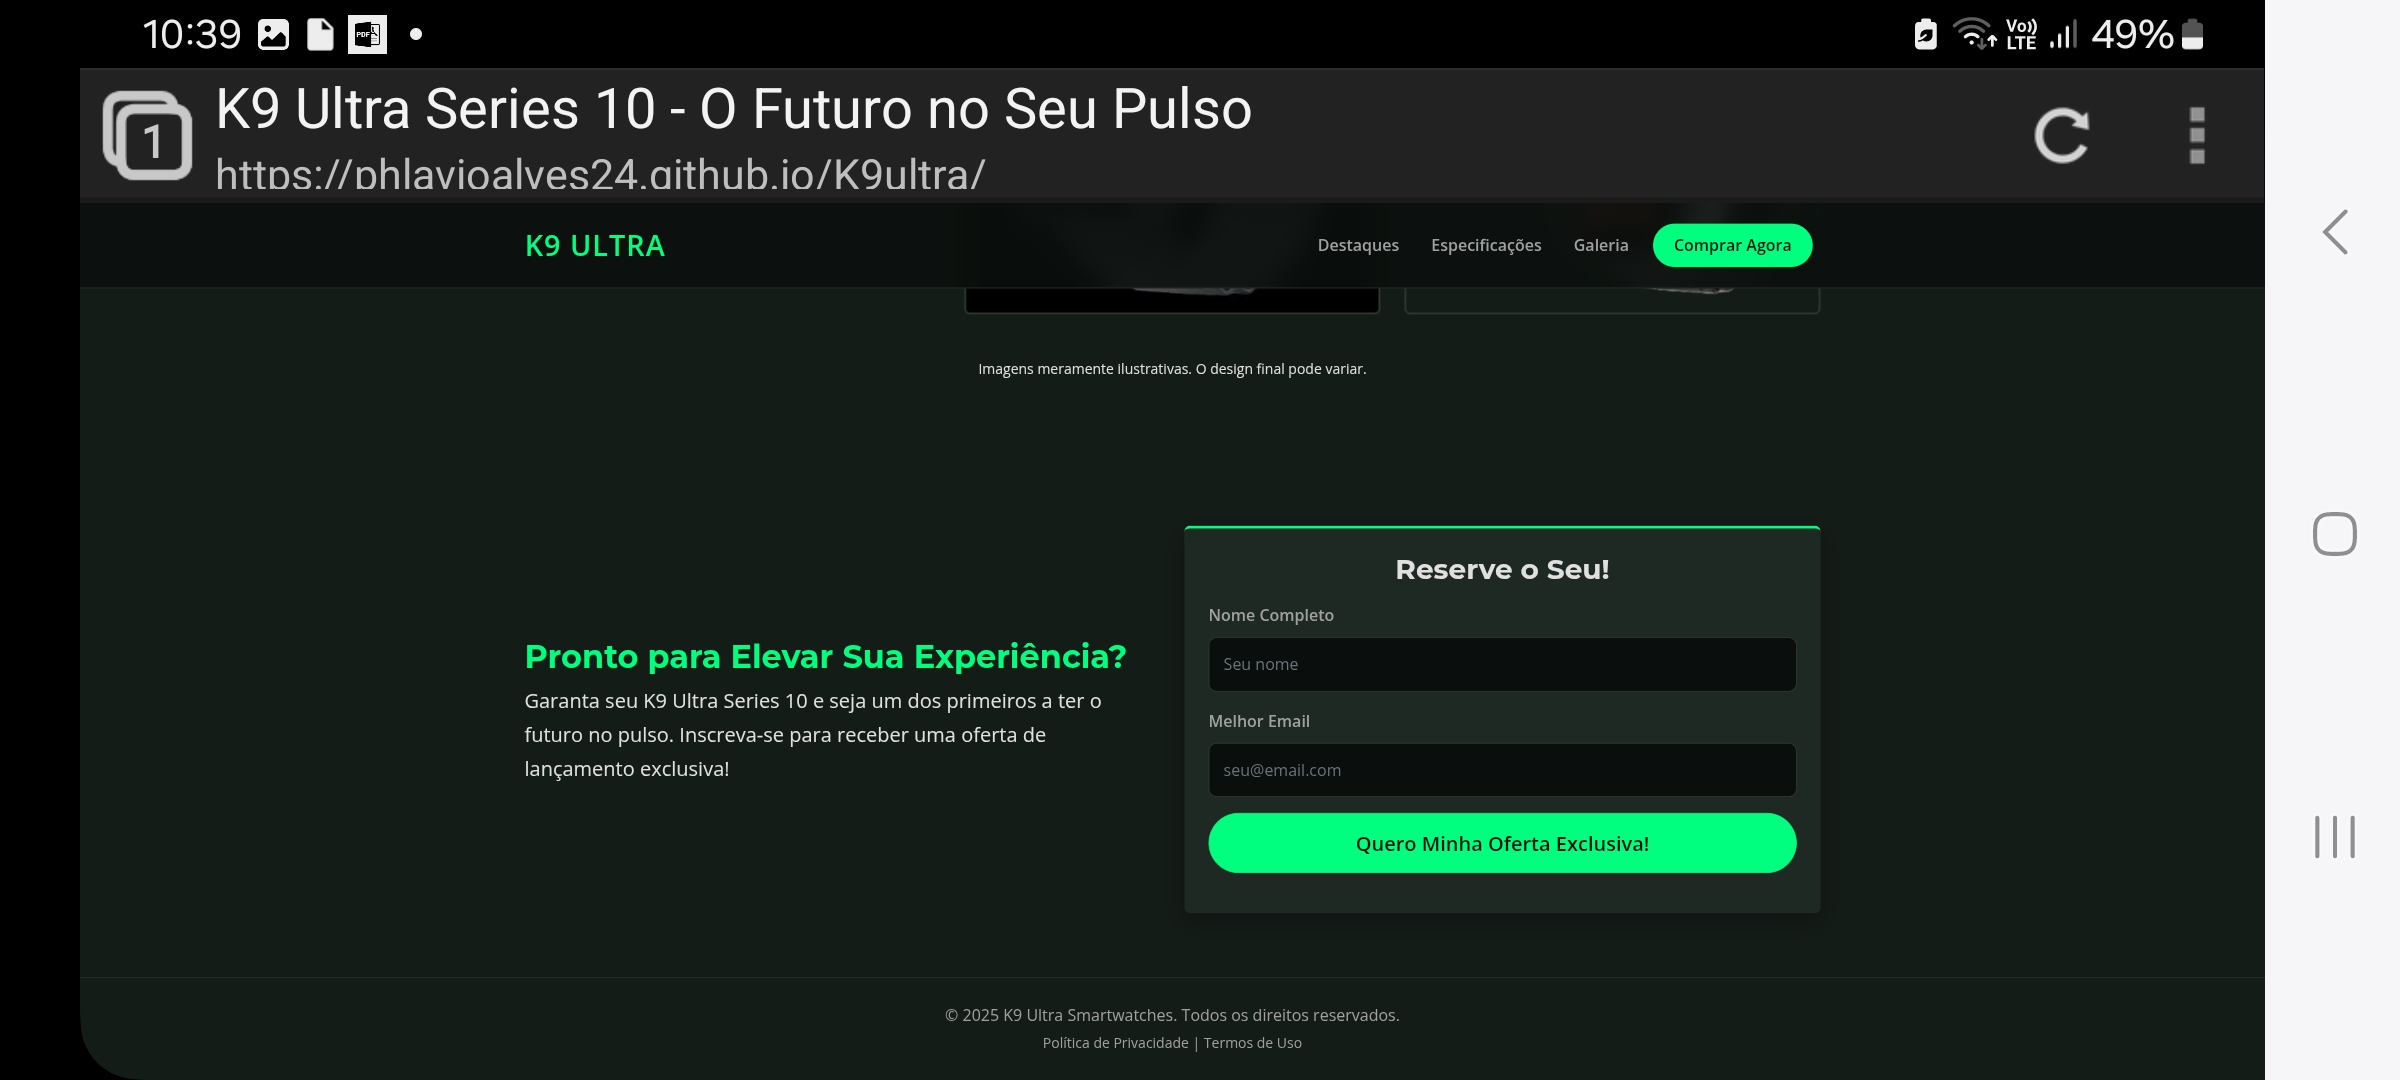 10:39
PDF
Vo))
LTE
49%
1
K9 Ultra Series 10 - O Futuro no Seu Pulso
https://phlavioalves24.github.io/K9ultra/
K9 ULTRA
Destaques
Especificações
Galeria
Comprar Agora
Imagens meramente ilustrativas. O design final pode variar.
Pronto para Elevar Sua Experiência?
Garanta seu K9 Ultra Series 10 e seja um dos primeiros a ter o
futuro no pulso. Inscreva-se para receber uma oferta de
lançamento exclusiva!
Reserve o Seu!
Nome Completo
Seu nome
Melhor Email
seu@email.com
Quero Minha Oferta Exclusiva!
© 2025 K9 Ultra Smartwatches. Todos os direitos reservados.
Política de Privacidade | Termos de Uso